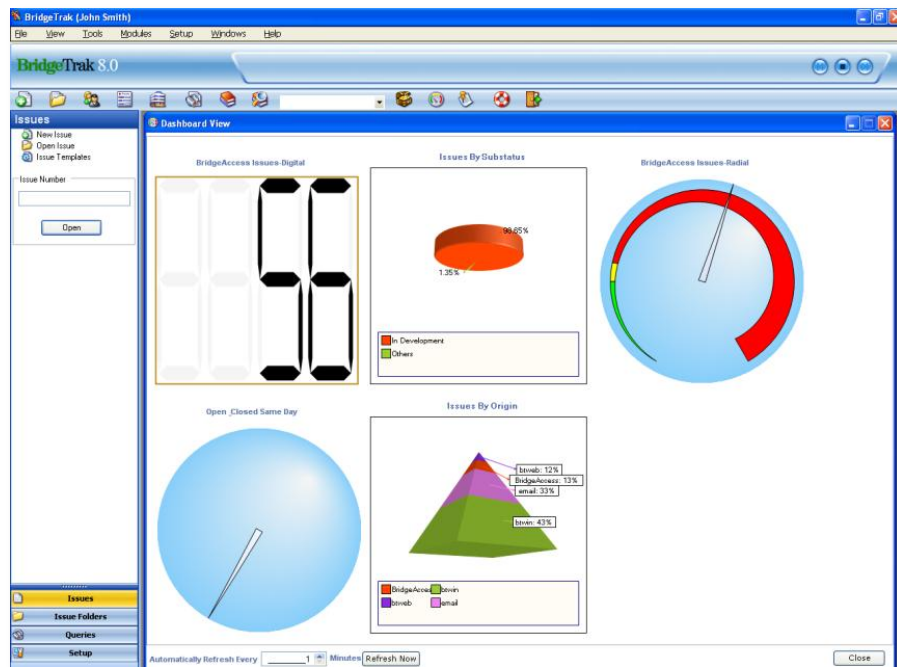 BridgeTrak (John Smith)
File View Tools Modules Setup Windows Help
BridgeTrak 8.0
Issues
New Issue
Open Issue
Issue Templates
Issue Number
Open
Dashboard View
BridgeAccess Issues-Digital
56
Issues By Substatus
98.65%
1.35%
In Development
Others
BridgeAccess Issues-Radial
Open_Closed Same Day
Issues By Origin
btweb: 12%
BridgeAccess: 13%
email: 33%
btwin: 43%
BridgeAcces btwin
btweb email
Issues
Issue Folders
Queries
Setup
Automatically Refresh Every 1 Minutes Refresh Now
Close